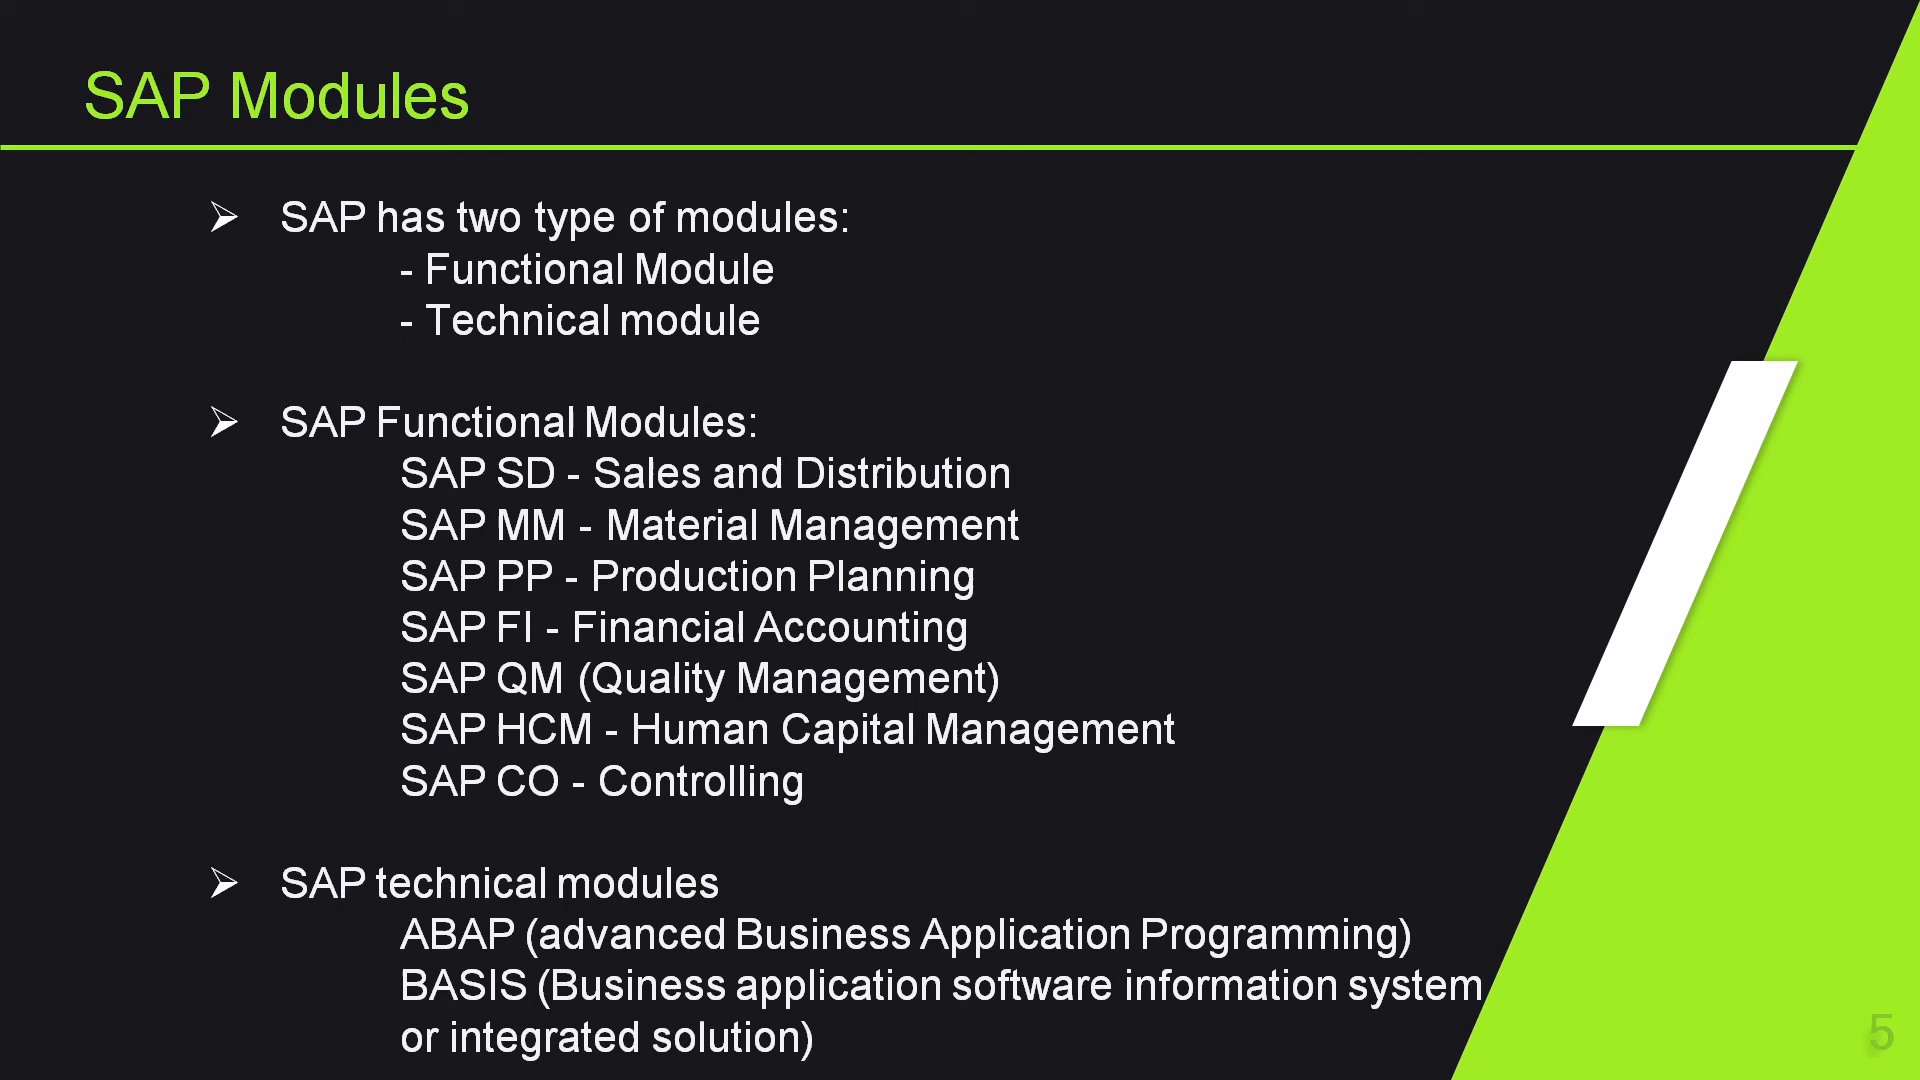 SAP Modules
➢ SAP has two type of modules:
- Functional Module
- Technical module
➢ SAP Functional Modules:
SAP SD - Sales and Distribution
SAP MM - Material Management
SAP PP - Production Planning
SAP FI - Financial Accounting
SAP QM (Quality Management)
SAP HCM - Human Capital Management
SAP CO - Controlling
➢ SAP technical modules
ABAP (advanced Business Application Programming)
BASIS (Business application software information system
or integrated solution)
5